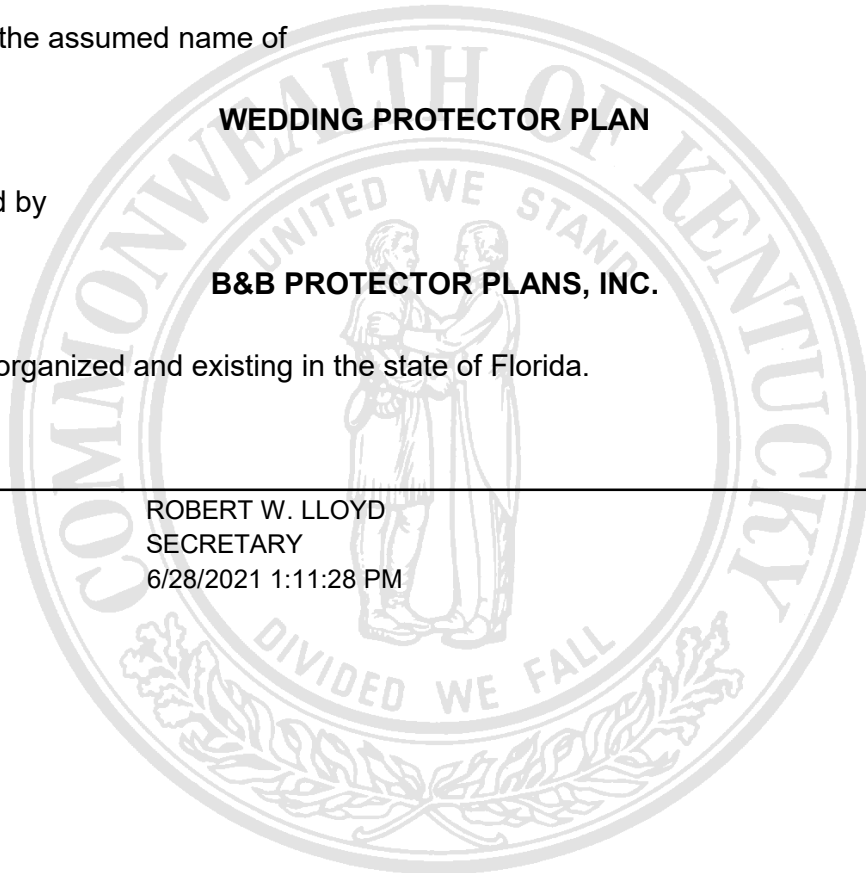 the assumed name of
WEDDING PROTECTOR PLAN
d by
B&B PROTECTOR PLANS, INC.
organized and existing in the state of Florida.
ROBERT W. LLOYD
SECRETARY
6/28/2021 1:11:28 PM
COMMONWEALTH OF KENTUCKY
UNITED WE STAND
DIVIDED WE FALL